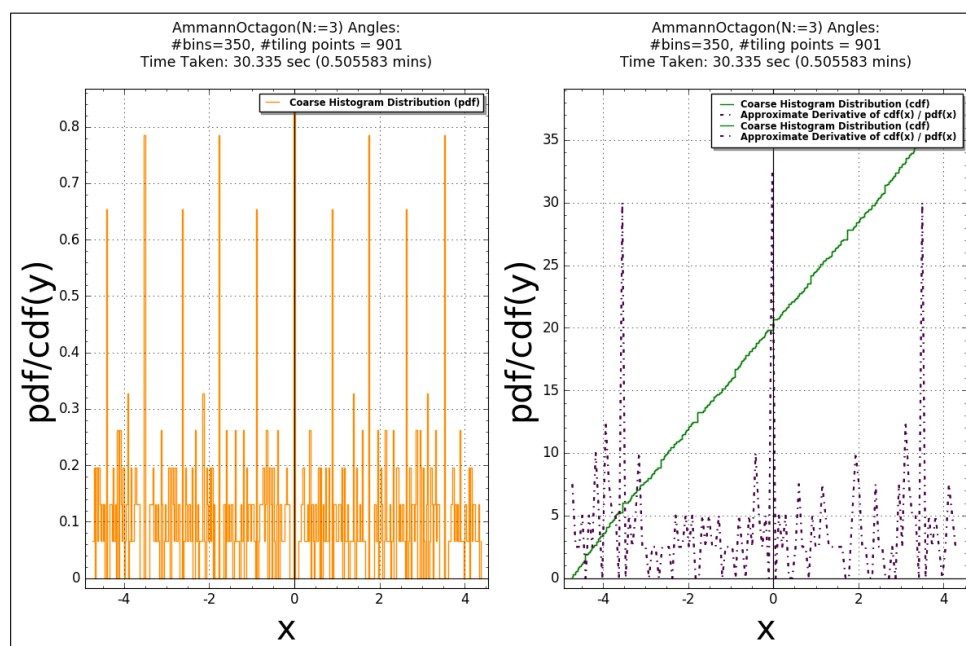 AmmannOctagon(N:=3) Angles:
#bins=350, #tiling points = 901
Time Taken: 30.335 sec (0.505583 mins)
Coarse Histogram Distribution (pdf)
pdf/cdf(y)
0.8
0.7
0.6
0.5
0.4
0.3
0.2
0.1
0
-4
-2
0
2
4
x
AmmannOctagon(N:=3) Angles:
#bins=350, #tiling points = 901
Time Taken: 30.335 sec (0.505583 mins)
Coarse Histogram Distribution (cdf)
Approximate Derivative of cdf(x) / pdf(x)
Coarse Histogram Distribution (cdf)
Approximate Derivative of cdf(x) / pdf(x)
pdf/cdf(y)
35
30
25
20
15
10
5
0
-4
-2
0
2
4
x